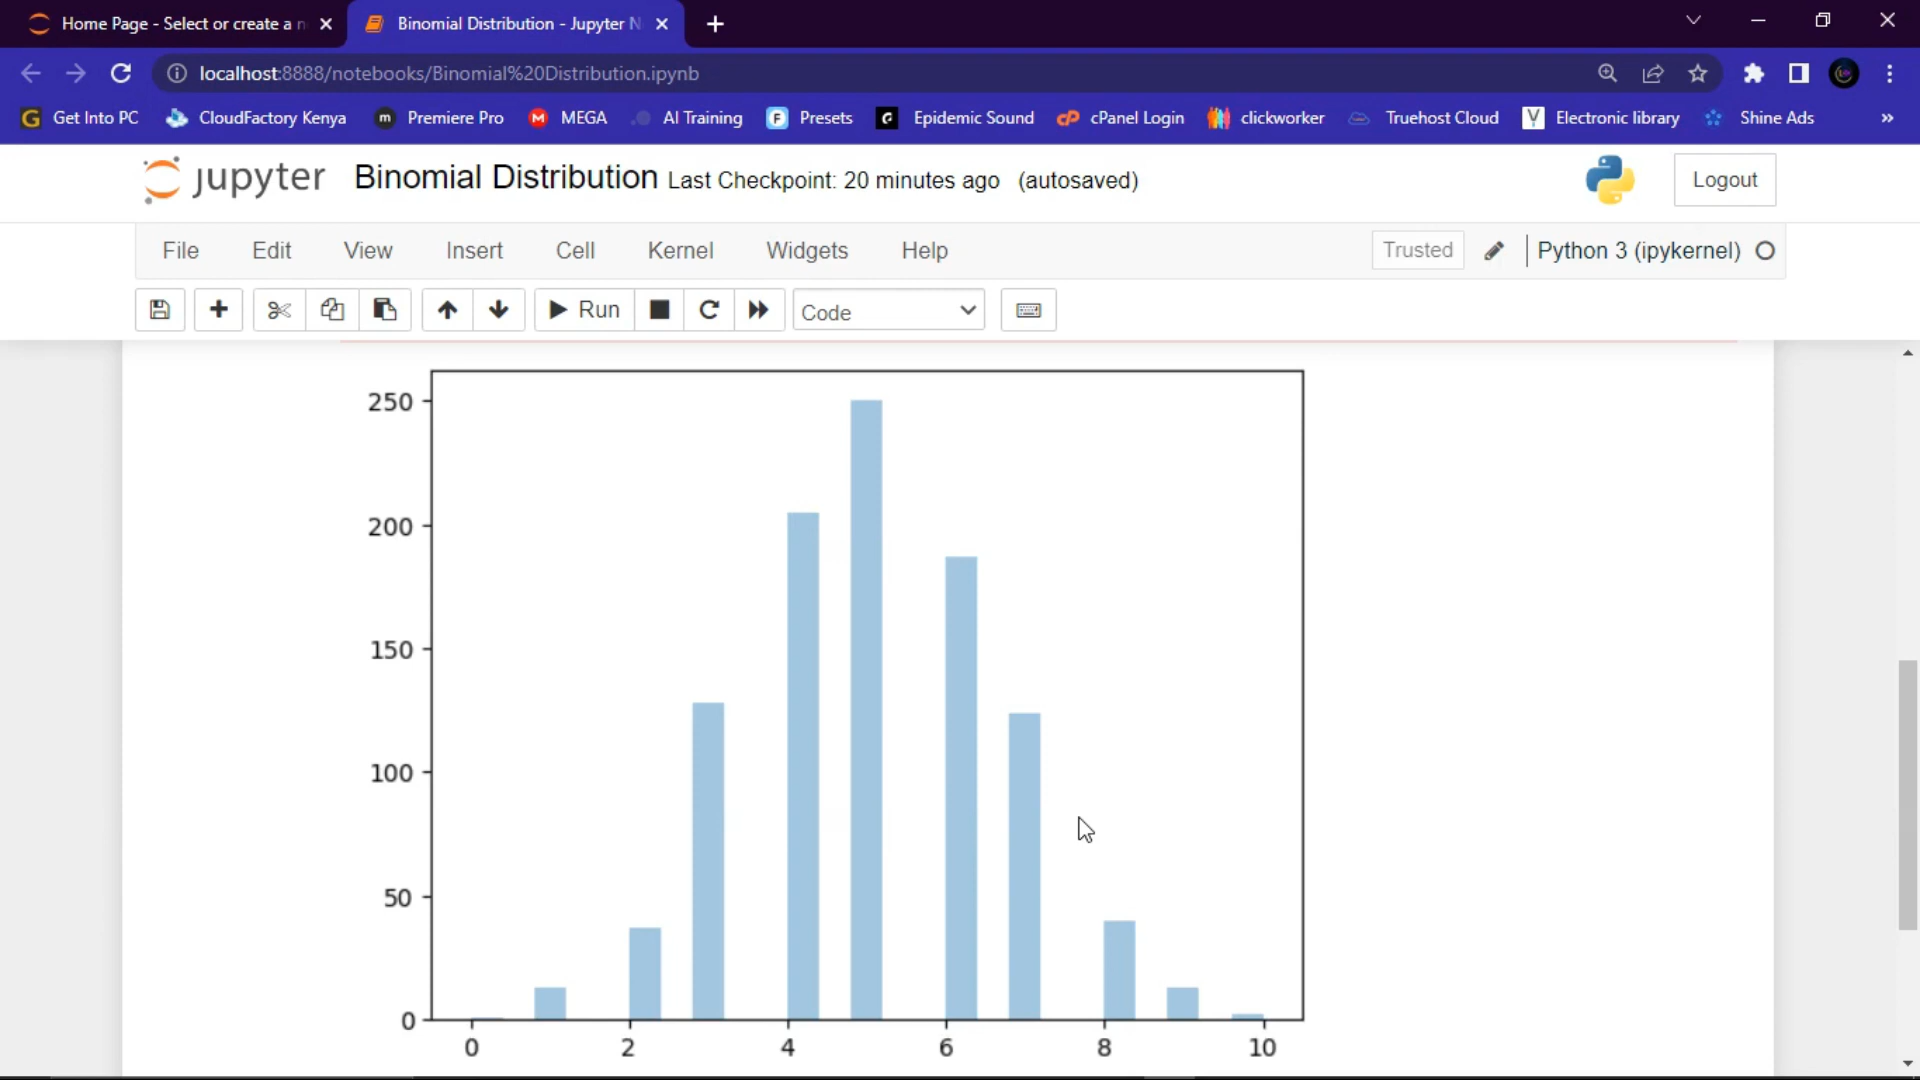 Home Page - Select or create a n
Binomial Distribution - Jupyter N
localhost:8888/notebooks/Binomial%20Distribution.ipynb
Get Into PC
CloudFactory Kenya
Premiere Pro
MEGA
AI Training
Presets
Epidemic Sound
cPanel Login
clickworker
Truehost Cloud
Electronic library
Shine Ads
jupyter
Binomial Distribution Last Checkpoint: 20 minutes ago (autosaved)
Logout
File Edit View Insert Cell Kernel Widgets Help
Trusted
Python 3 (ipykernel)
Run
Code
250
200
150
100
50
0
0 2 4 6 8 10